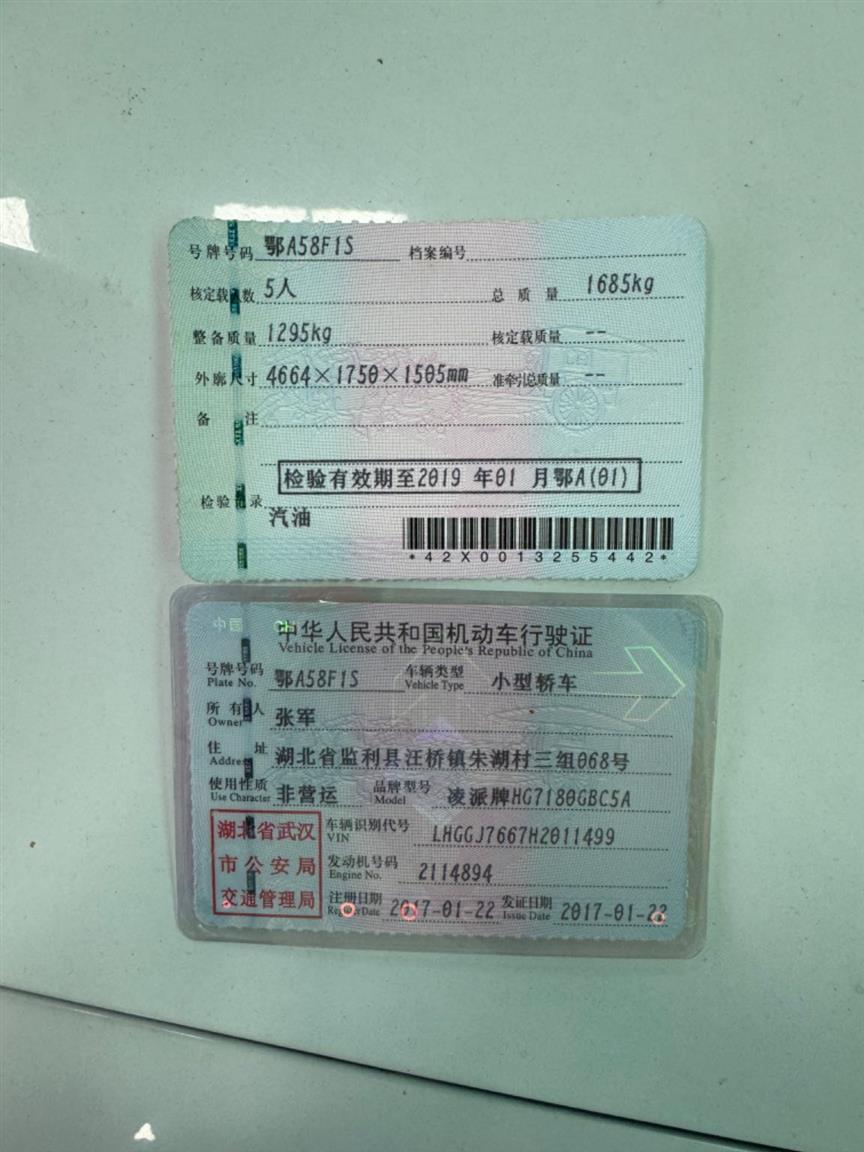 号牌号码 鄂A58F1S 档案编号
核定载人数 5人 总质量 1685kg
整备质量 1295kg 核定载质量 --
外廓尺寸 4664×1750×1505mm 准牵引总质量 --
备注
检验有效期至2019 年01 月鄂A(01)
检验记录
汽油
*42X0013255442*
中华人民共和国机动车行驶证
Vehicle License of the People's Republic of China
号牌号码 鄂A58F1S 车辆类型 小型轿车
Plate No. Vehicle Type
所有人 张军
Owner
住址 湖北省监利县汪桥镇朱湖村三组068号
Address
使用性质 非营运 品牌型号 凌派牌HG7180GBC5A
Use Character Model
湖北省武汉
市公安局
交通管理局
车辆识别代号 LHGGJ7667H2011499
VIN
发动机号码 2114894
Engine No.
注册日期 2017-01-22 发证日期 2017-01-22
Register Date Issue Date